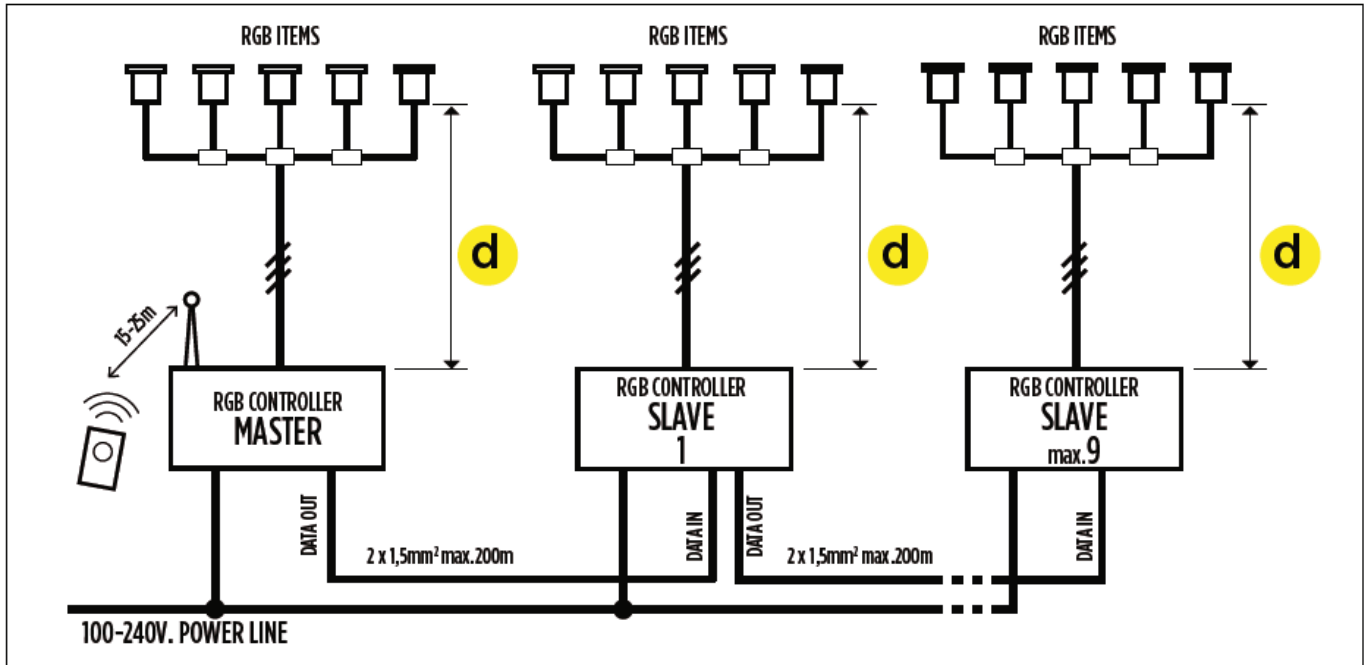 RGB ITEMS
RGB ITEMS
RGB ITEMS
d
d
d
15-25m
RGB CONTROLLER
MASTER
RGB CONTROLLER
SLAVE
1
RGB CONTROLLER
SLAVE
max.9
DATA OUT
DATA IN
DATA OUT
DATA IN
2 x 1,5mm² max.200m
2 x 1,5mm² max.200m
100-240V. POWER LINE